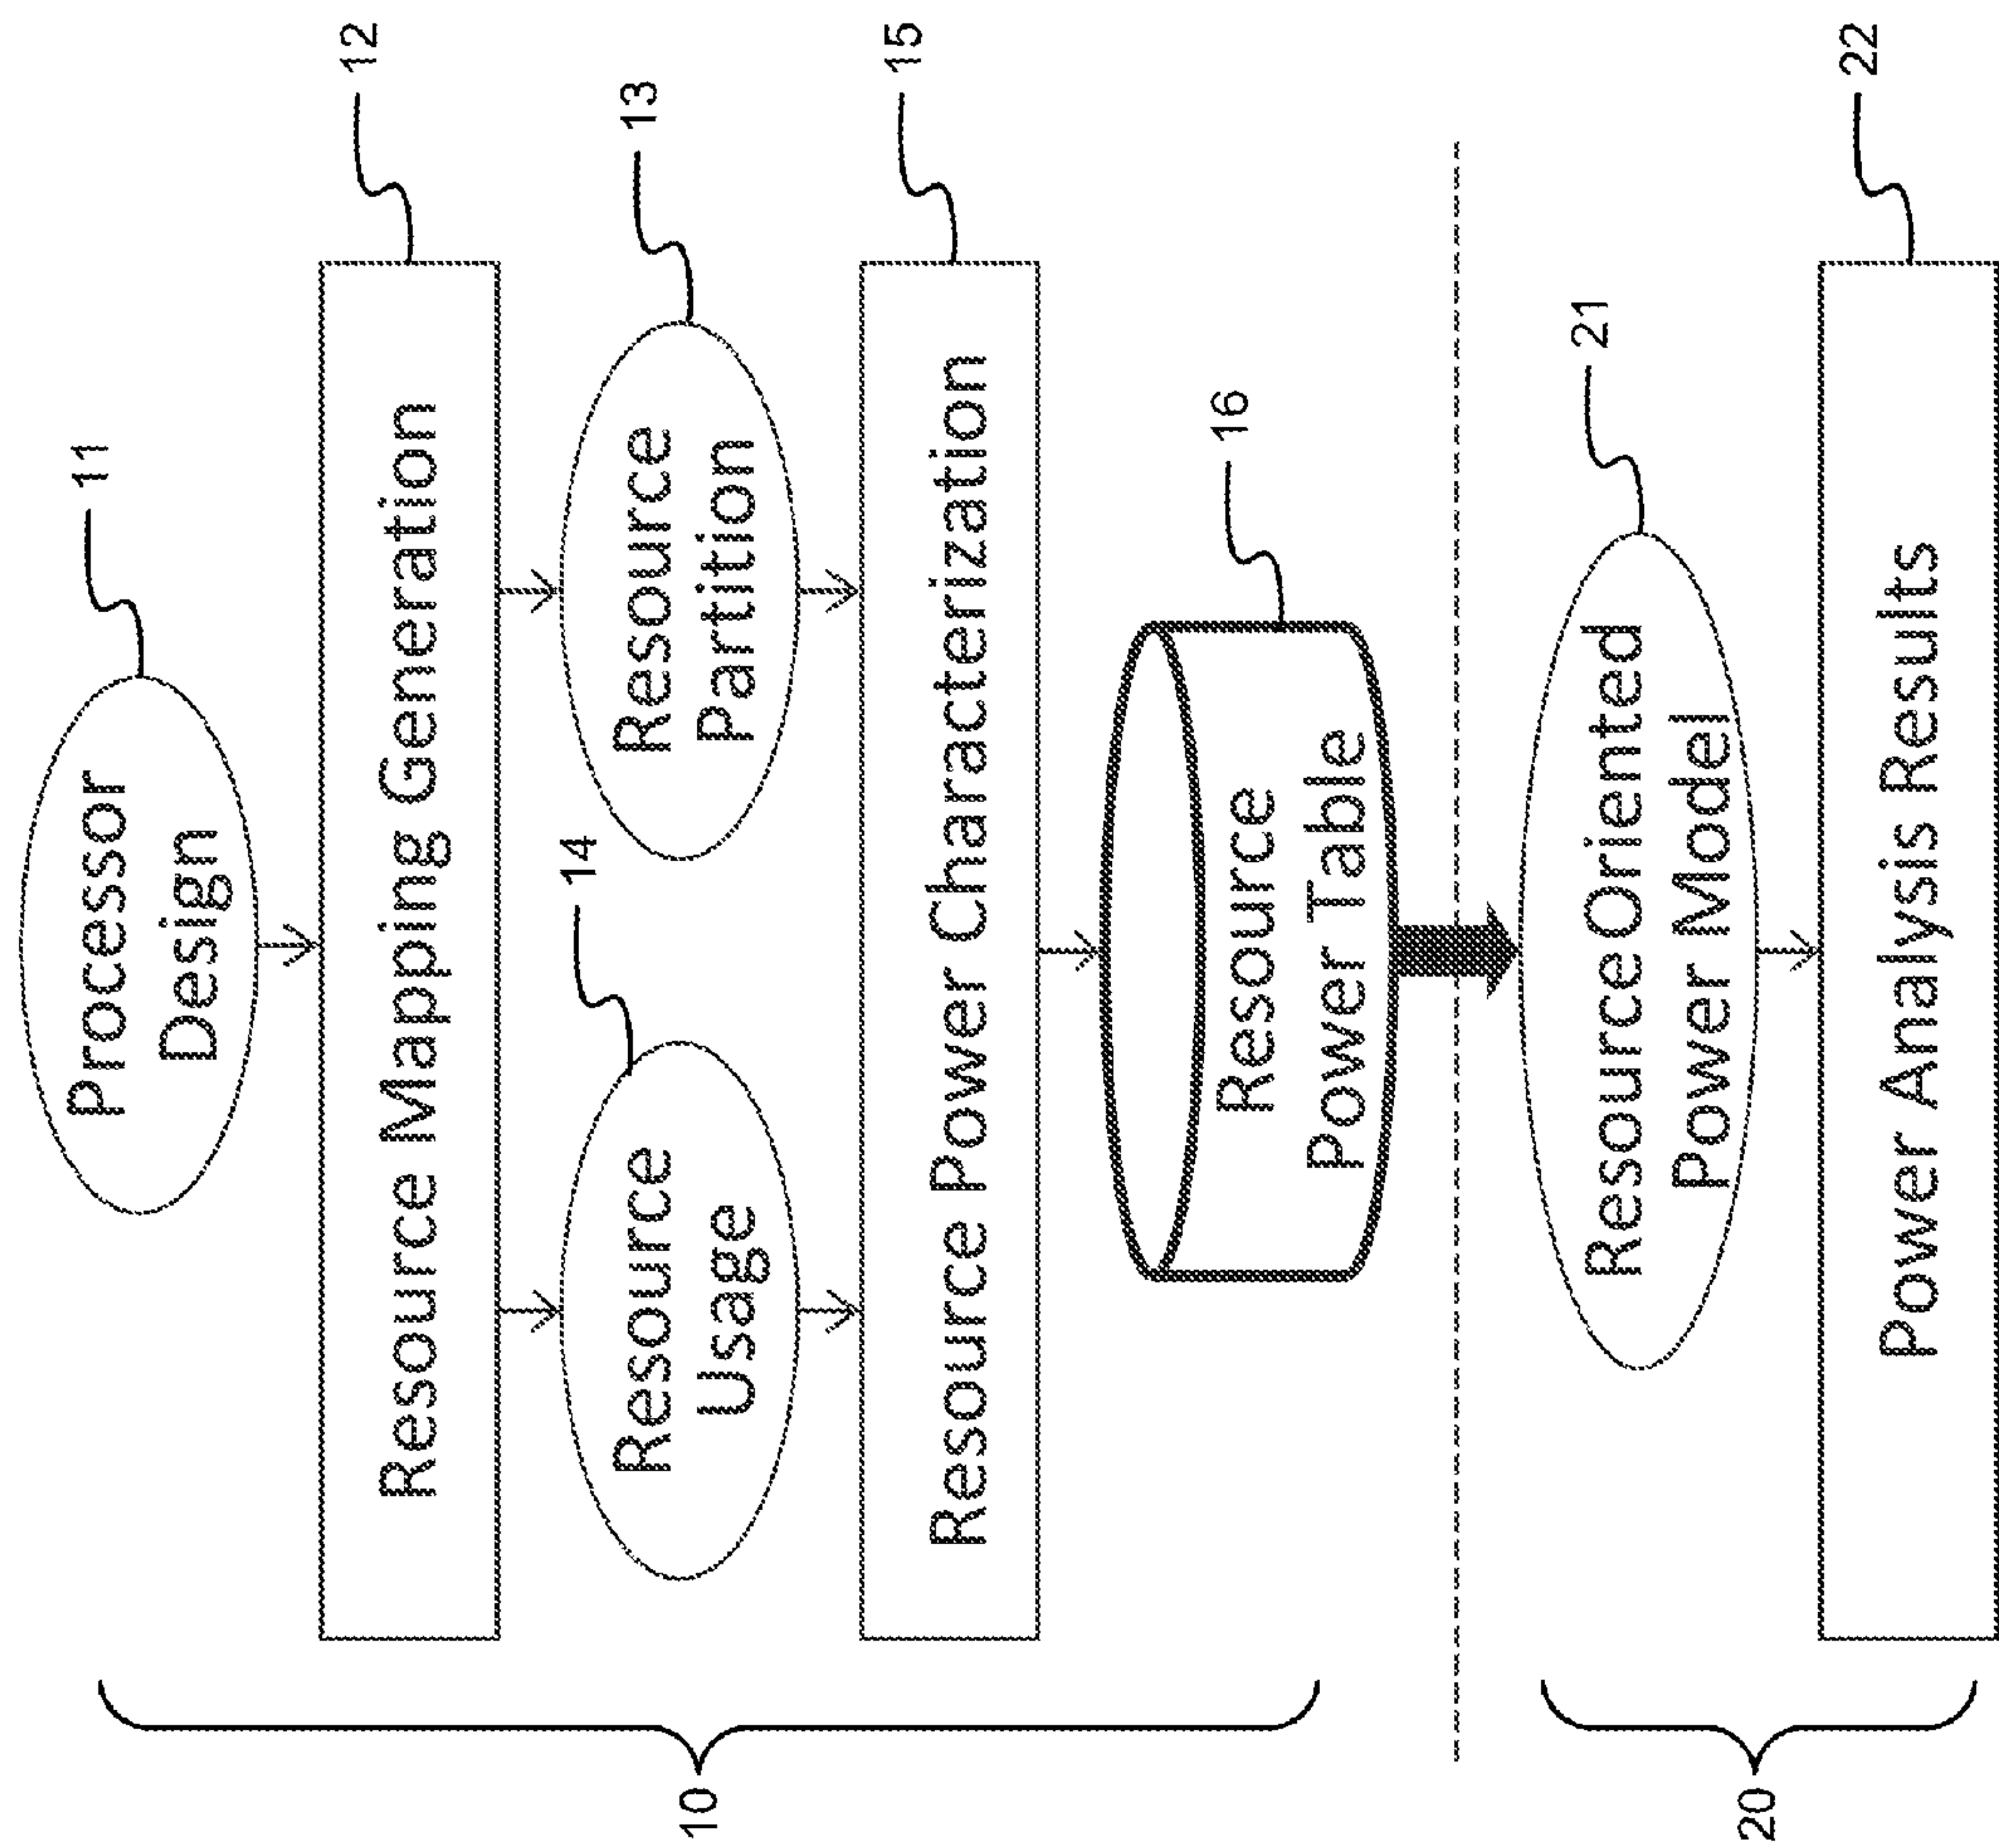 11
Processor
Design
12
Resource Mapping Generation
14
Resource
Usage
13
Resource
Partition
15
Resource Power Characterization
16
Resource
Power Table
10
21
Resource Oriented
Power Model
22
Power Analysis Results
20